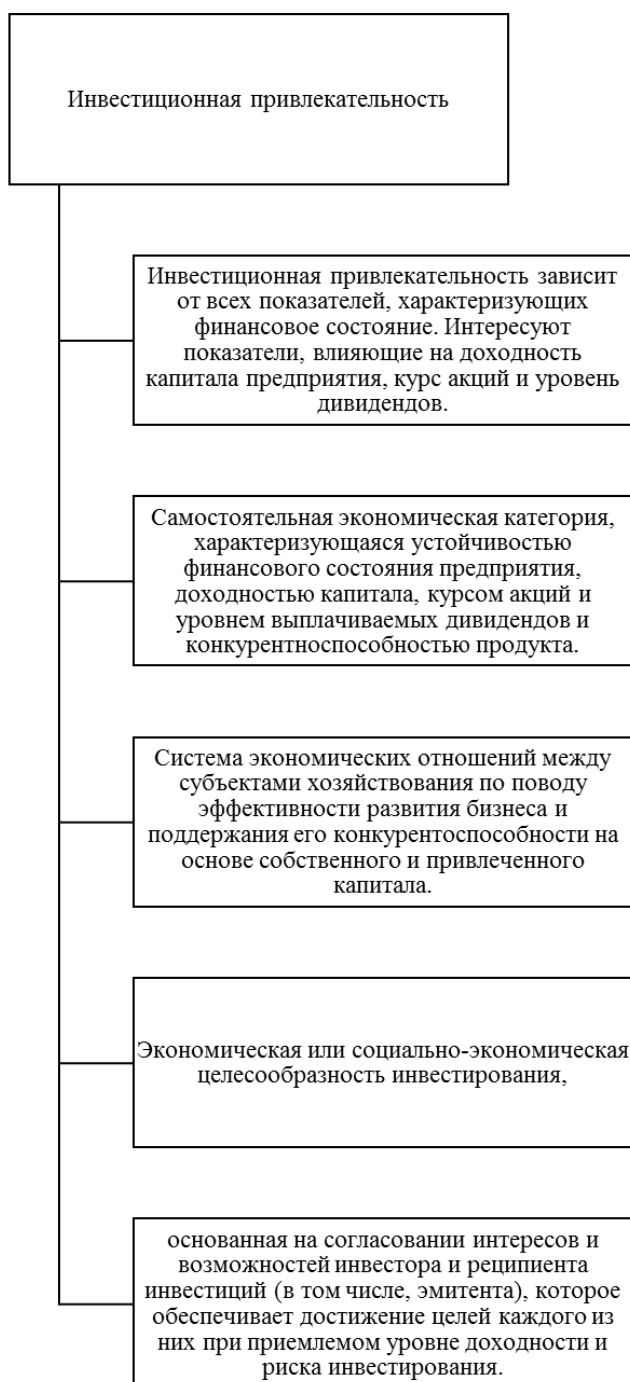 Инвестиционная привлекательность
Инвестиционная привлекательность зависит
от всех показателей, характеризующих
финансовое состояние. Интересуют
показатели, влияющие на доходность
капитала предприятия, курс акций и уровень
дивидендов.
Самостоятельная экономическая категория,
характеризующаяся устойчивостью
финансового состояния предприятия,
доходностью капитала, курсом акций и
уровнем выплачиваемых дивидендов и
конкурентноспособностью продукта.
Система экономических отношений между
субъектами хозяйствования по поводу
эффективности развития бизнеса и
поддержания его конкурентоспособности на
основе собственного и привлеченного
капитала.
Экономическая или социально-экономическая
целесообразность инвестирования,
основанная на согласовании интересов и
возможностей инвестора и реципиента
инвестиций (в том числе, эмитента), которое
обеспечивает достижение целей каждого из
них при приемлемом уровне доходности и
риска инвестирования.